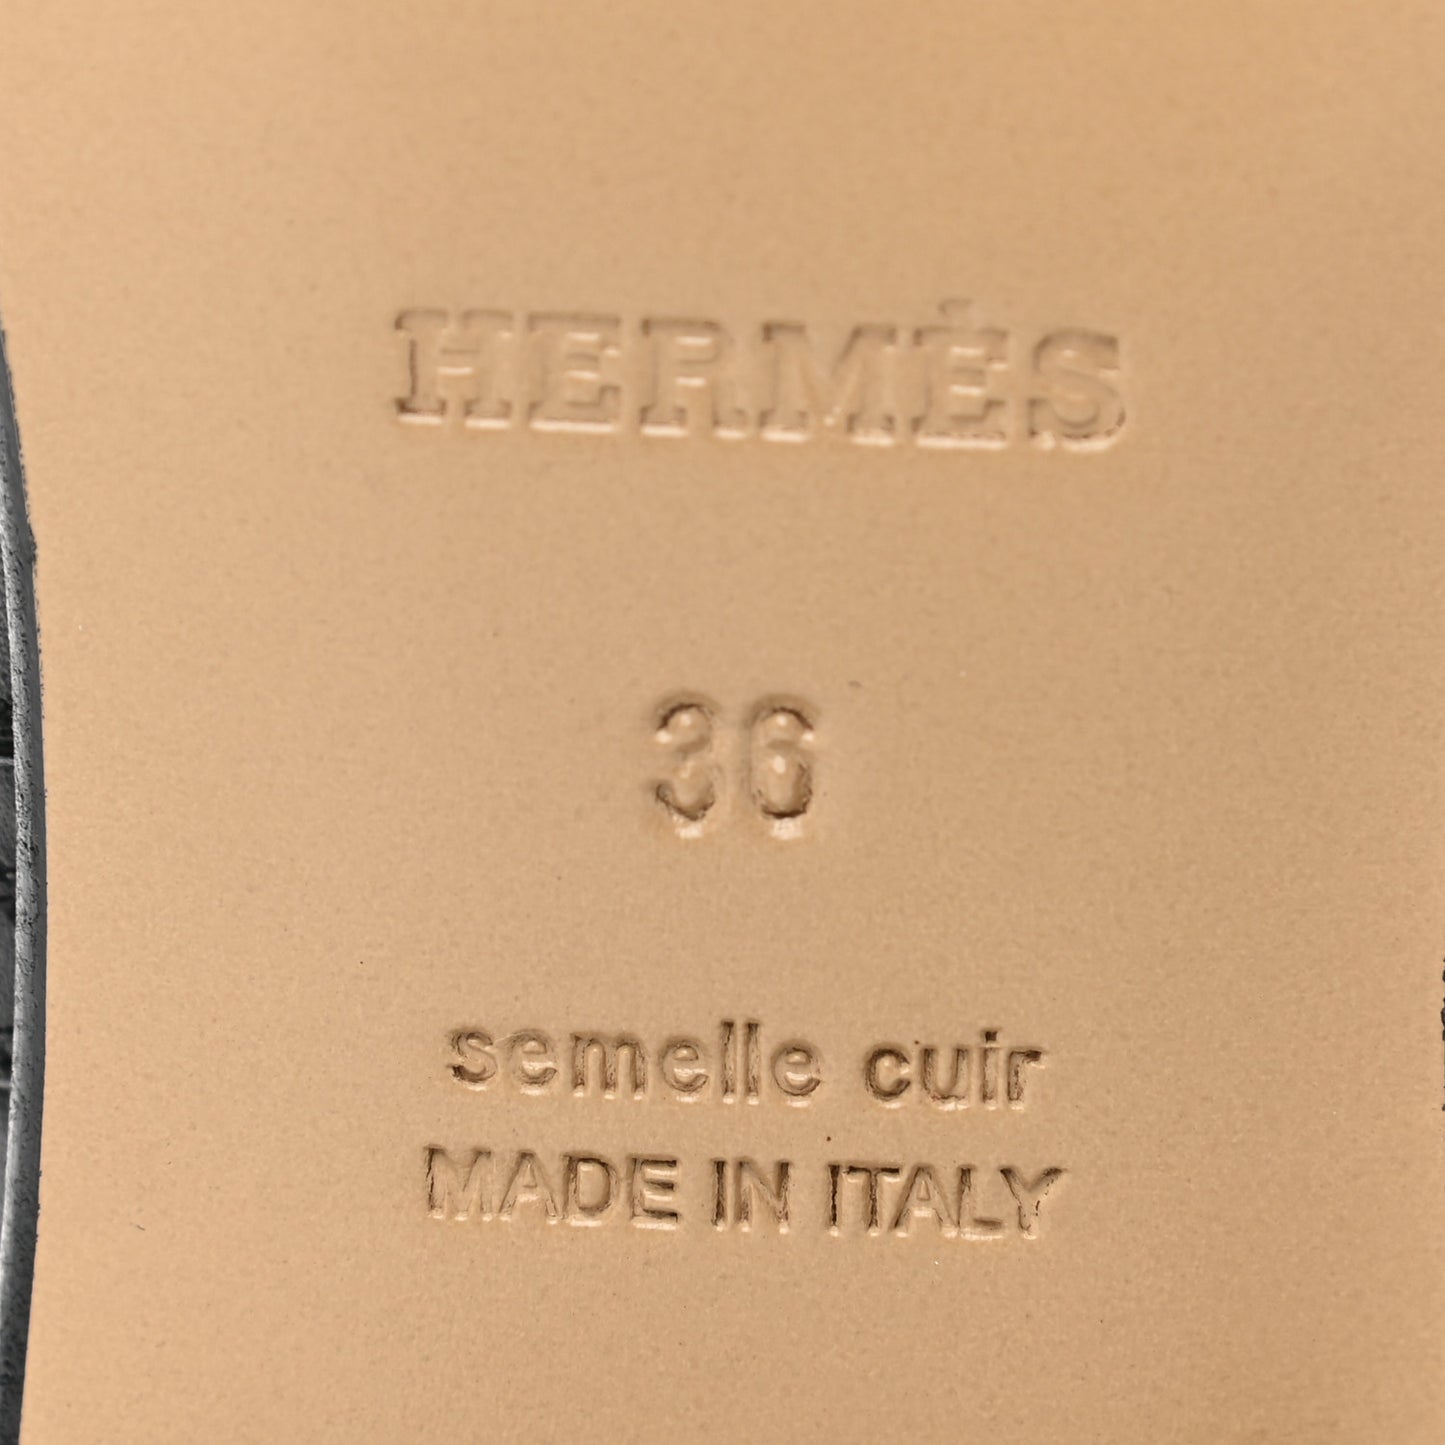 HERMÈS
36
semelle cuir
MADE IN ITALY